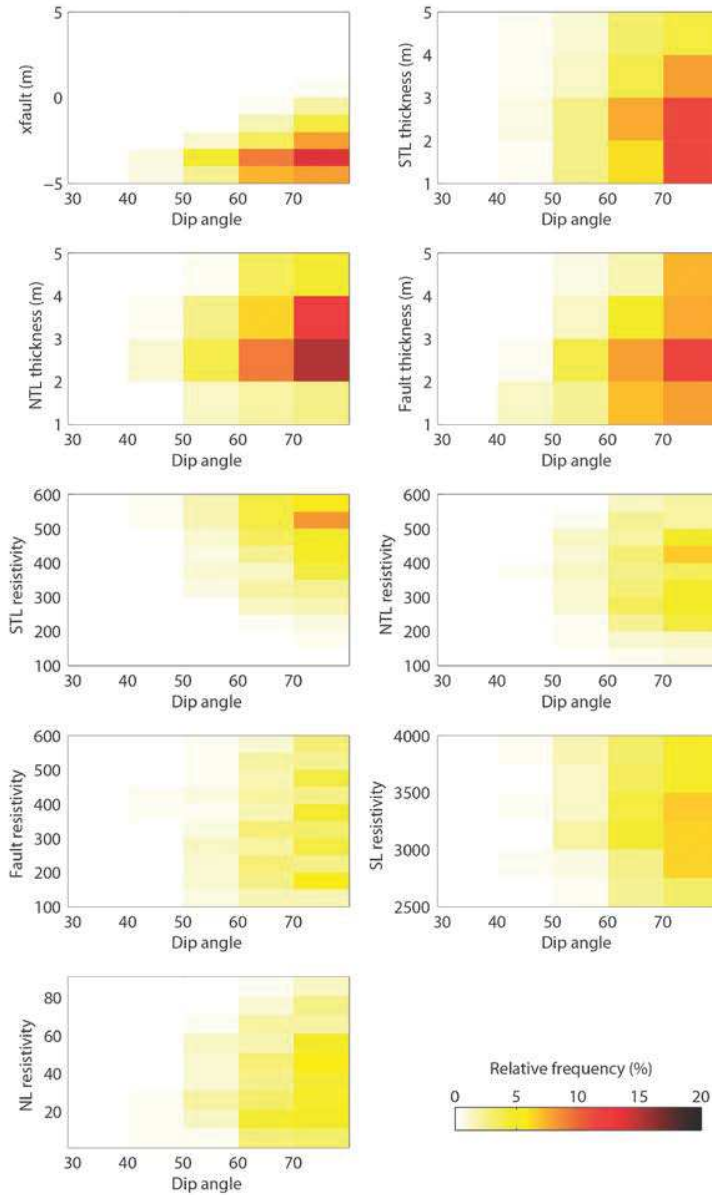 xfault (m)
5
0
−5
30 40 50 60 70
Dip angle
STL thickness (m)
5
4
3
2
1
30 40 50 60 70
Dip angle
NTL thickness (m)
5
4
3
2
1
30 40 50 60 70
Dip angle
Fault thickness (m)
5
4
3
2
1
30 40 50 60 70
Dip angle
STL resistivity
600
500
400
300
200
100
30 40 50 60 70
Dip angle
NTL resistivity
600
500
400
300
200
100
30 40 50 60 70
Dip angle
Fault resistivity
600
500
400
300
200
100
30 40 50 60 70
Dip angle
SL resistivity
4000
3500
3000
2500
30 40 50 60 70
Dip angle
NL resistivity
80
60
40
20
30 40 50 60 70
Dip angle
Relative frequency (%)
0 5 10 15 20